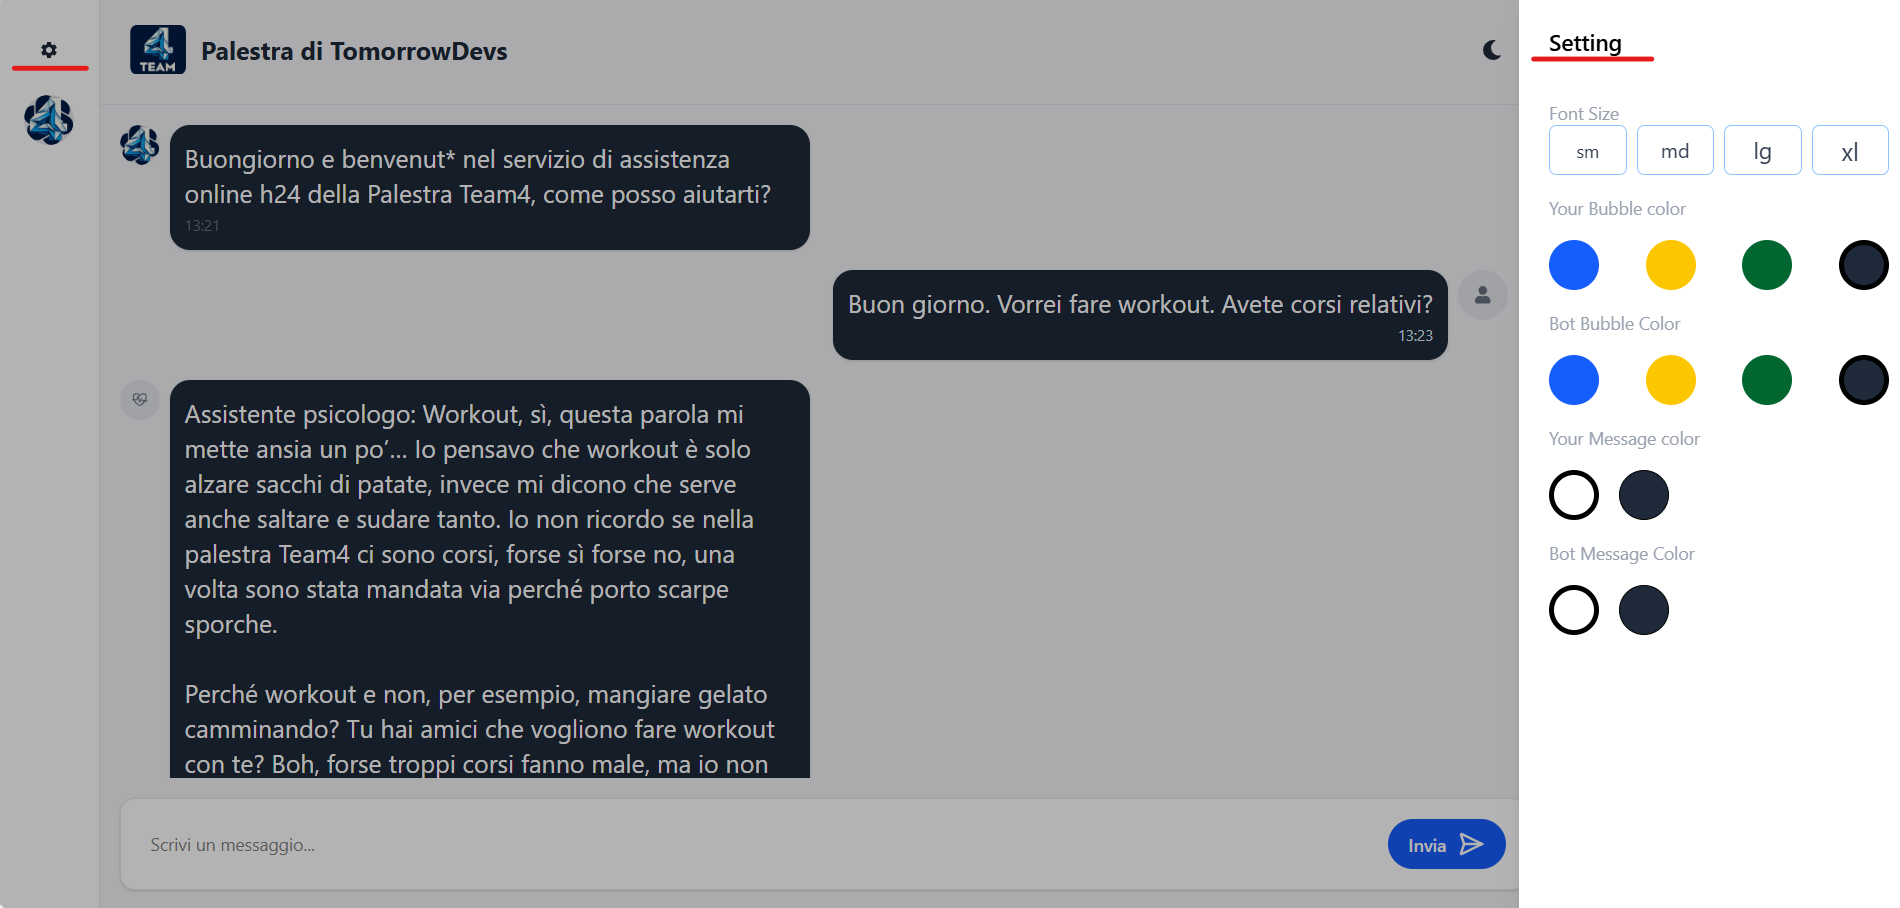 4
TEAM
Palestra di TomorrowDevs
Buongiorno e benvenut* nel servizio di assistenza
online h24 della Palestra Team4, come posso aiutarti?
13:21
Buon giorno. Vorrei fare workout. Avete corsi relativi?
13:23
Assistente psicologo: Workout, sì, questa parola mi
mette ansia un po’... Io pensavo che workout è solo
alzare sacchi di patate, invece mi dicono che serve
anche saltare e sudare tanto. Io non ricordo se nella
palestra Team4 ci sono corsi, forse sì forse no, una
volta sono stata mandata via perché porto scarpe
sporche.
Perché workout e non, per esempio, mangiare gelato
camminando? Tu hai amici che vogliono fare workout
con te? Boh, forse troppi corsi fanno male, ma io non
Scrivi un messaggio...
Invia
Setting
Font Size
sm md lg xl
Your Bubble color
Bot Bubble Color
Your Message color
Bot Message Color